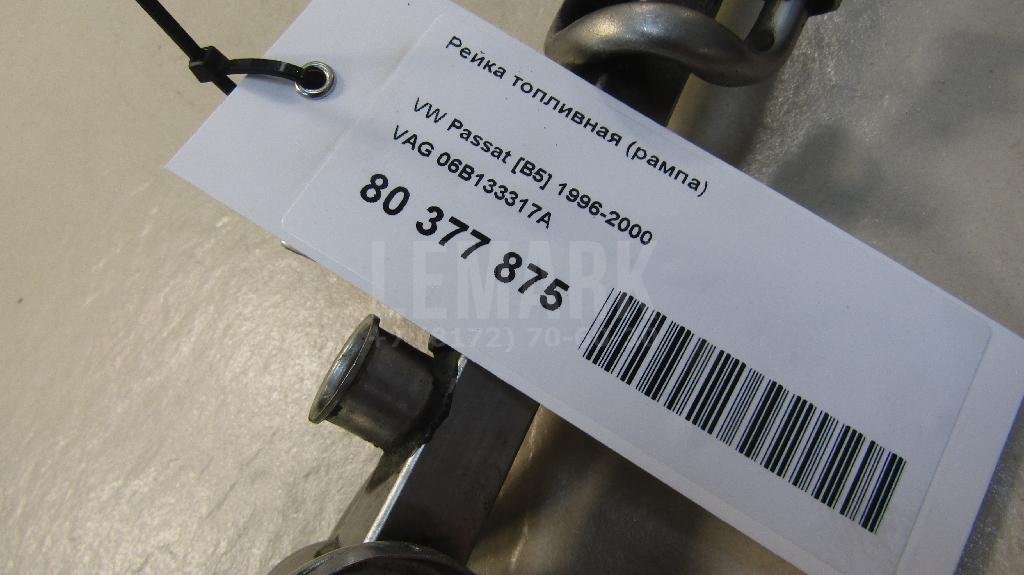 Рейка топливная (рампа)
VW Passat [B5] 1996-2000
VAG 06B133317A
80 377 875
LEMARK